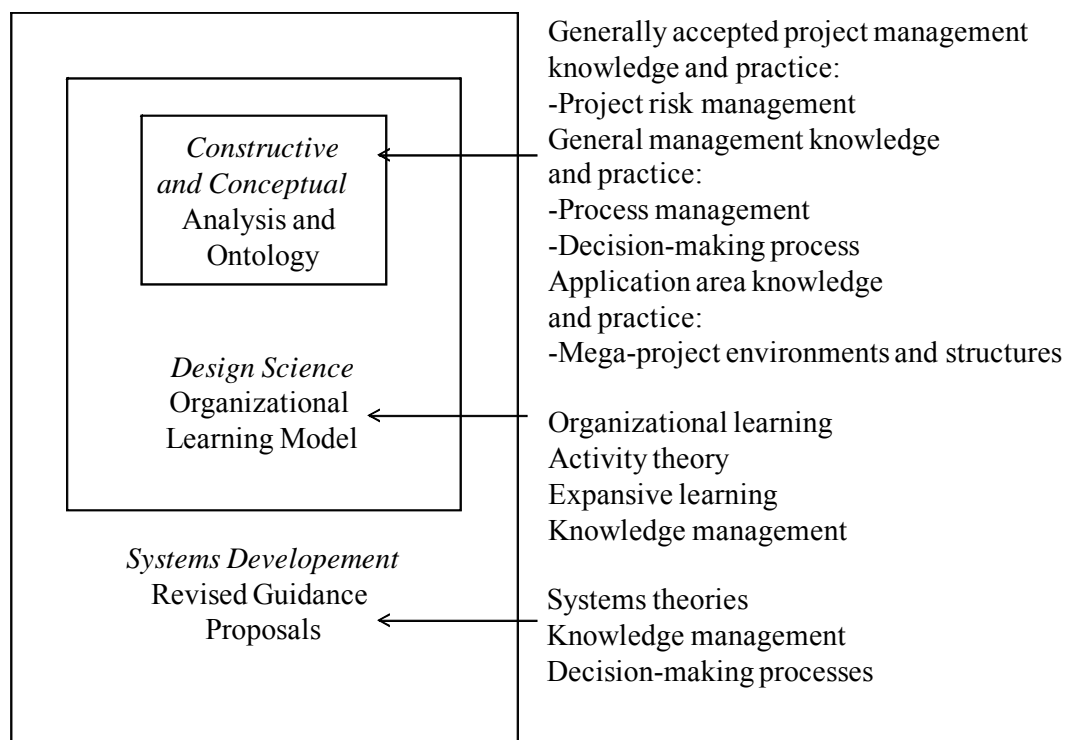 Constructive
and Conceptual
Analysis and
Ontology
Design Science
Organizational
Learning Model
Systems Developement
Revised Guidance
Proposals
Generally accepted project management
knowledge and practice:
-Project risk management
General management knowledge
and practice:
-Process management
-Decision-making process
Application area knowledge
and practice:
-Mega-project environments and structures
Organizational learning
Activity theory
Expansive learning
Knowledge management
Systems theories
Knowledge management
Decision-making processes